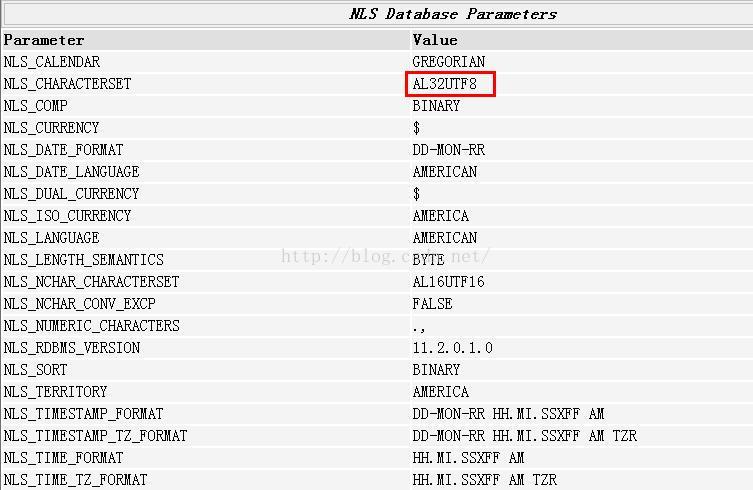 NLS Database Parameters
Parameter Value
NLS_CALENDAR GREGORIAN
NLS_CHARACTERSET AL32UTF8
NLS_COMP BINARY
NLS_CURRENCY $
NLS_DATE_FORMAT DD-MON-RR
NLS_DATE_LANGUAGE AMERICAN
NLS_DUAL_CURRENCY $
NLS_ISO_CURRENCY AMERICA
NLS_LANGUAGE AMERICAN
NLS_LENGTH_SEMANTICS BYTE
http://blog.csdn.net/
NLS_NCHAR_CHARACTERSET AL16UTF16
NLS_NCHAR_CONV_EXCP FALSE
NLS_NUMERIC_CHARACTERS .,
NLS_RDBMS_VERSION 11.2.0.1.0
NLS_SORT BINARY
NLS_TERRITORY AMERICA
NLS_TIMESTAMP_FORMAT DD-MON-RR HH.MI.SSXFF AM
NLS_TIMESTAMP_TZ_FORMAT DD-MON-RR HH.MI.SSXFF AM TZR
NLS_TIME_FORMAT HH.MI.SSXFF AM
NLS_TIME_TZ_FORMAT HH.MI.SSXFF AM TZR